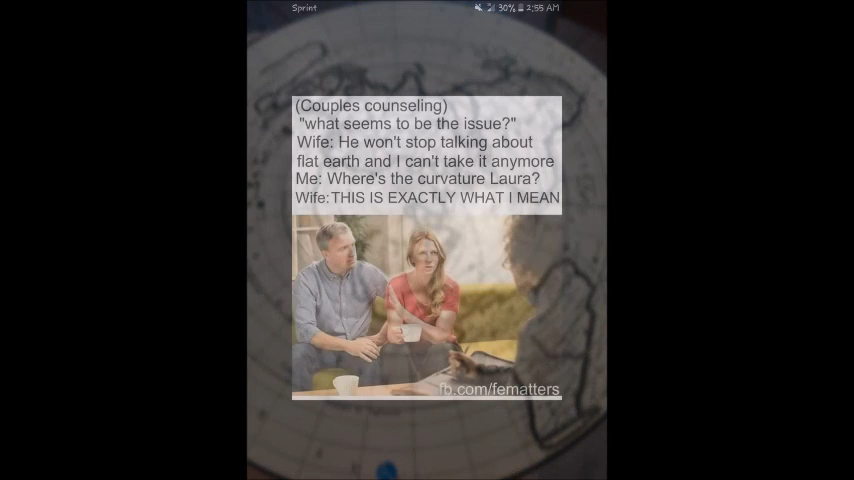 Sprint 30% 2:55 AM
(Couples counseling)
"what seems to be the issue?"
Wife: He won't stop talking about
flat earth and I can't take it anymore
Me: Where's the curvature Laura?
Wife:THIS IS EXACTLY WHAT I MEAN
fb.com/fematters